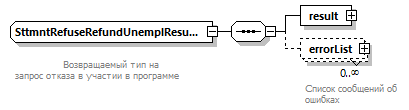 SttmntRefuseRefundUnemplResu...
result
errorList
0..∞
Возвращаемый тип на
запрос отказа в участии в программе
Список сообщений об
ошибках